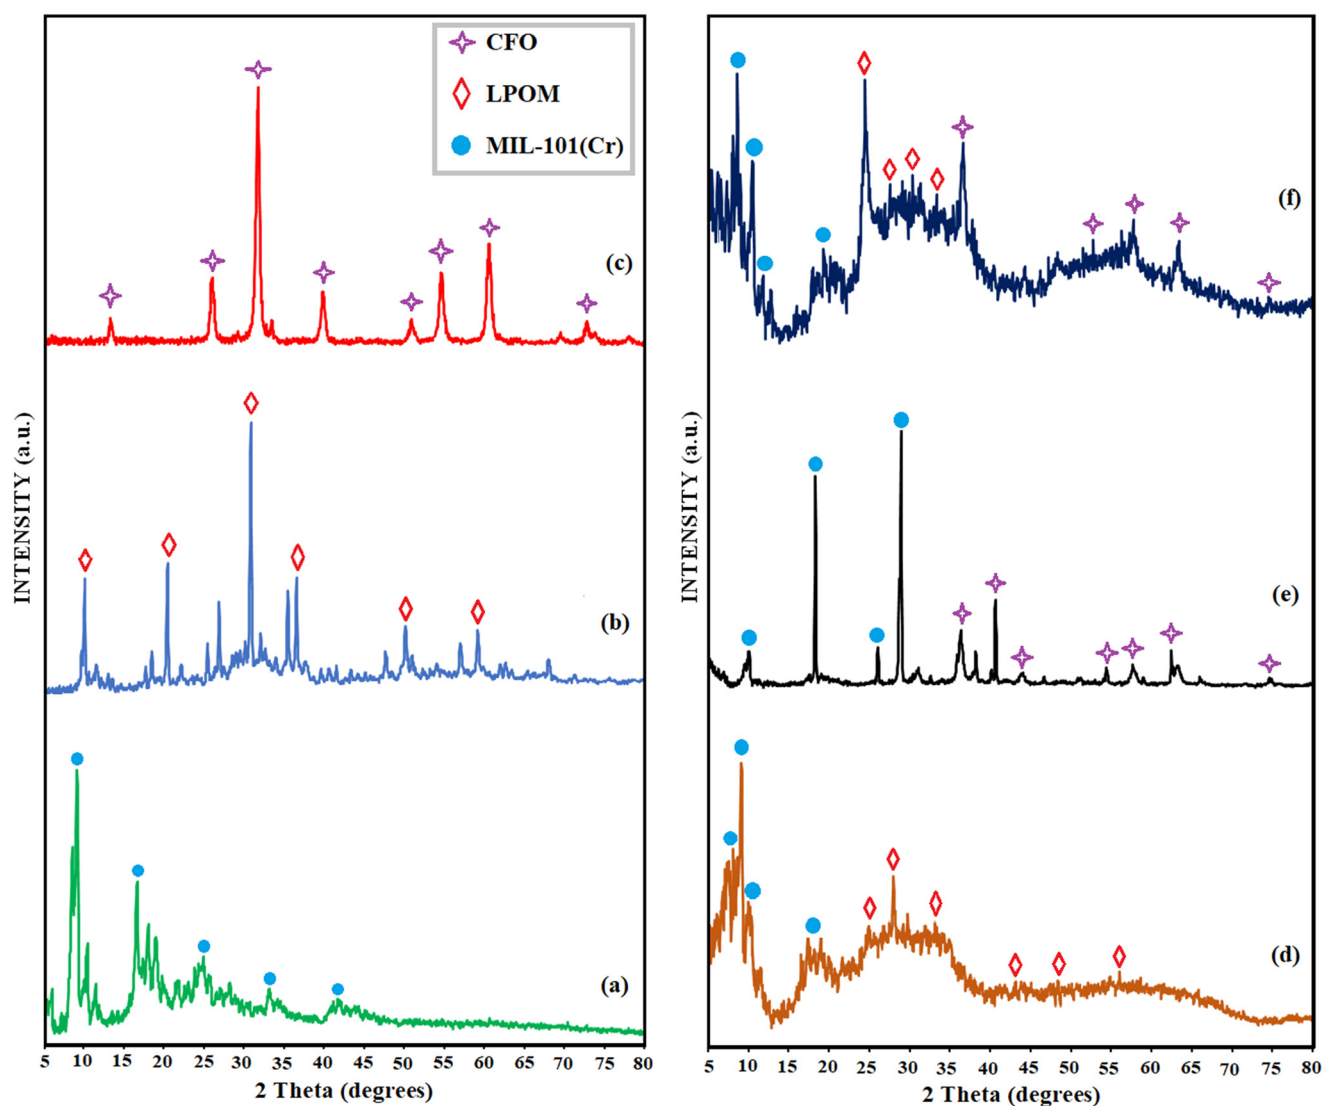 CFO
LPOM
MIL-101(Cr)
(c)
(b)
(a)
INTENSITY (a.u.)
5 10 15 20 25 30 35 40 45 50 55 60 65 70 75 80
2 Theta (degrees)
(f)
(e)
(d)
INTENSITY (a.u.)
5 10 15 20 25 30 35 40 45 50 55 60 65 70 75 80
2 Theta (degrees)